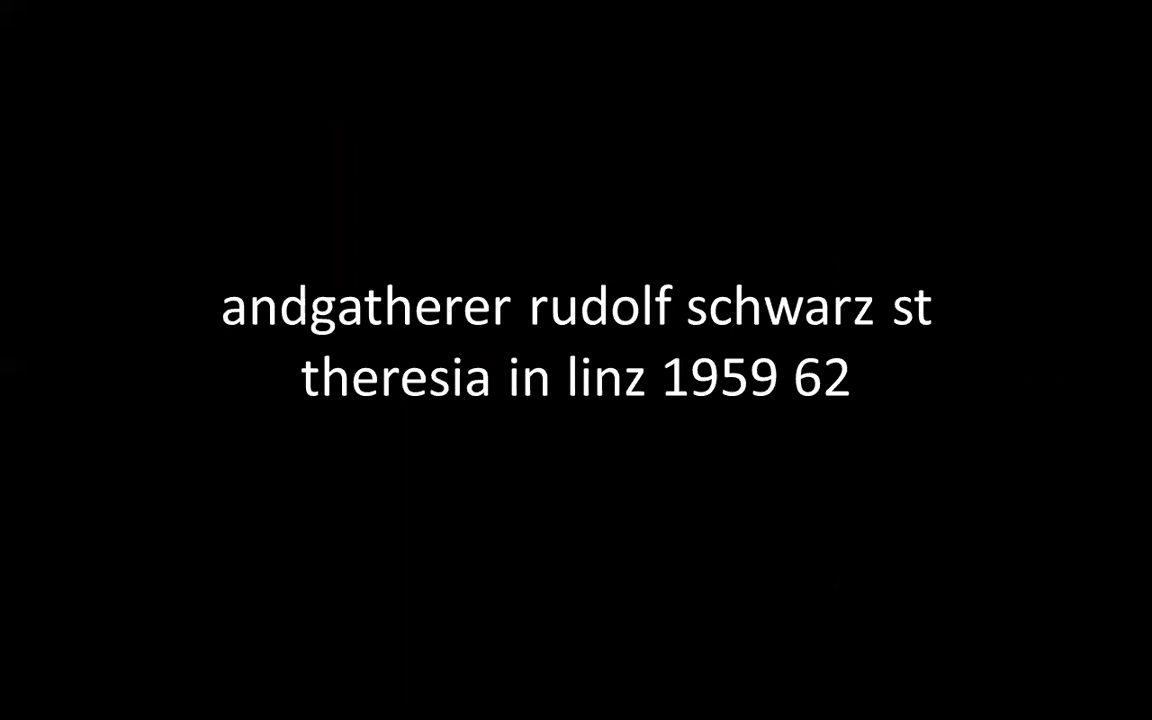 andgatherer rudolf schwarz st
theresia in linz 1959 62